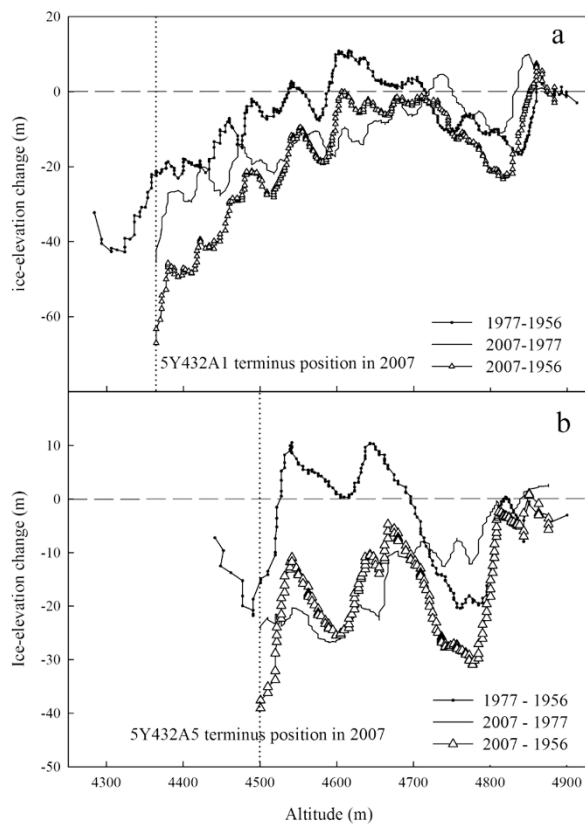 20
a
0
-20
-40
-60
ice-elevation change (m)
1977-1956
2007-1977
2007-1956
5Y432A1 terminus position in 2007
b
10
0
-10
-20
-30
-40
-50
Ice-elevation change (m)
1977 - 1956
2007 - 1977
2007 - 1956
5Y432A5 terminus position in 2007
4300 4400 4500 4600 4700 4800 4900
Altitude (m)